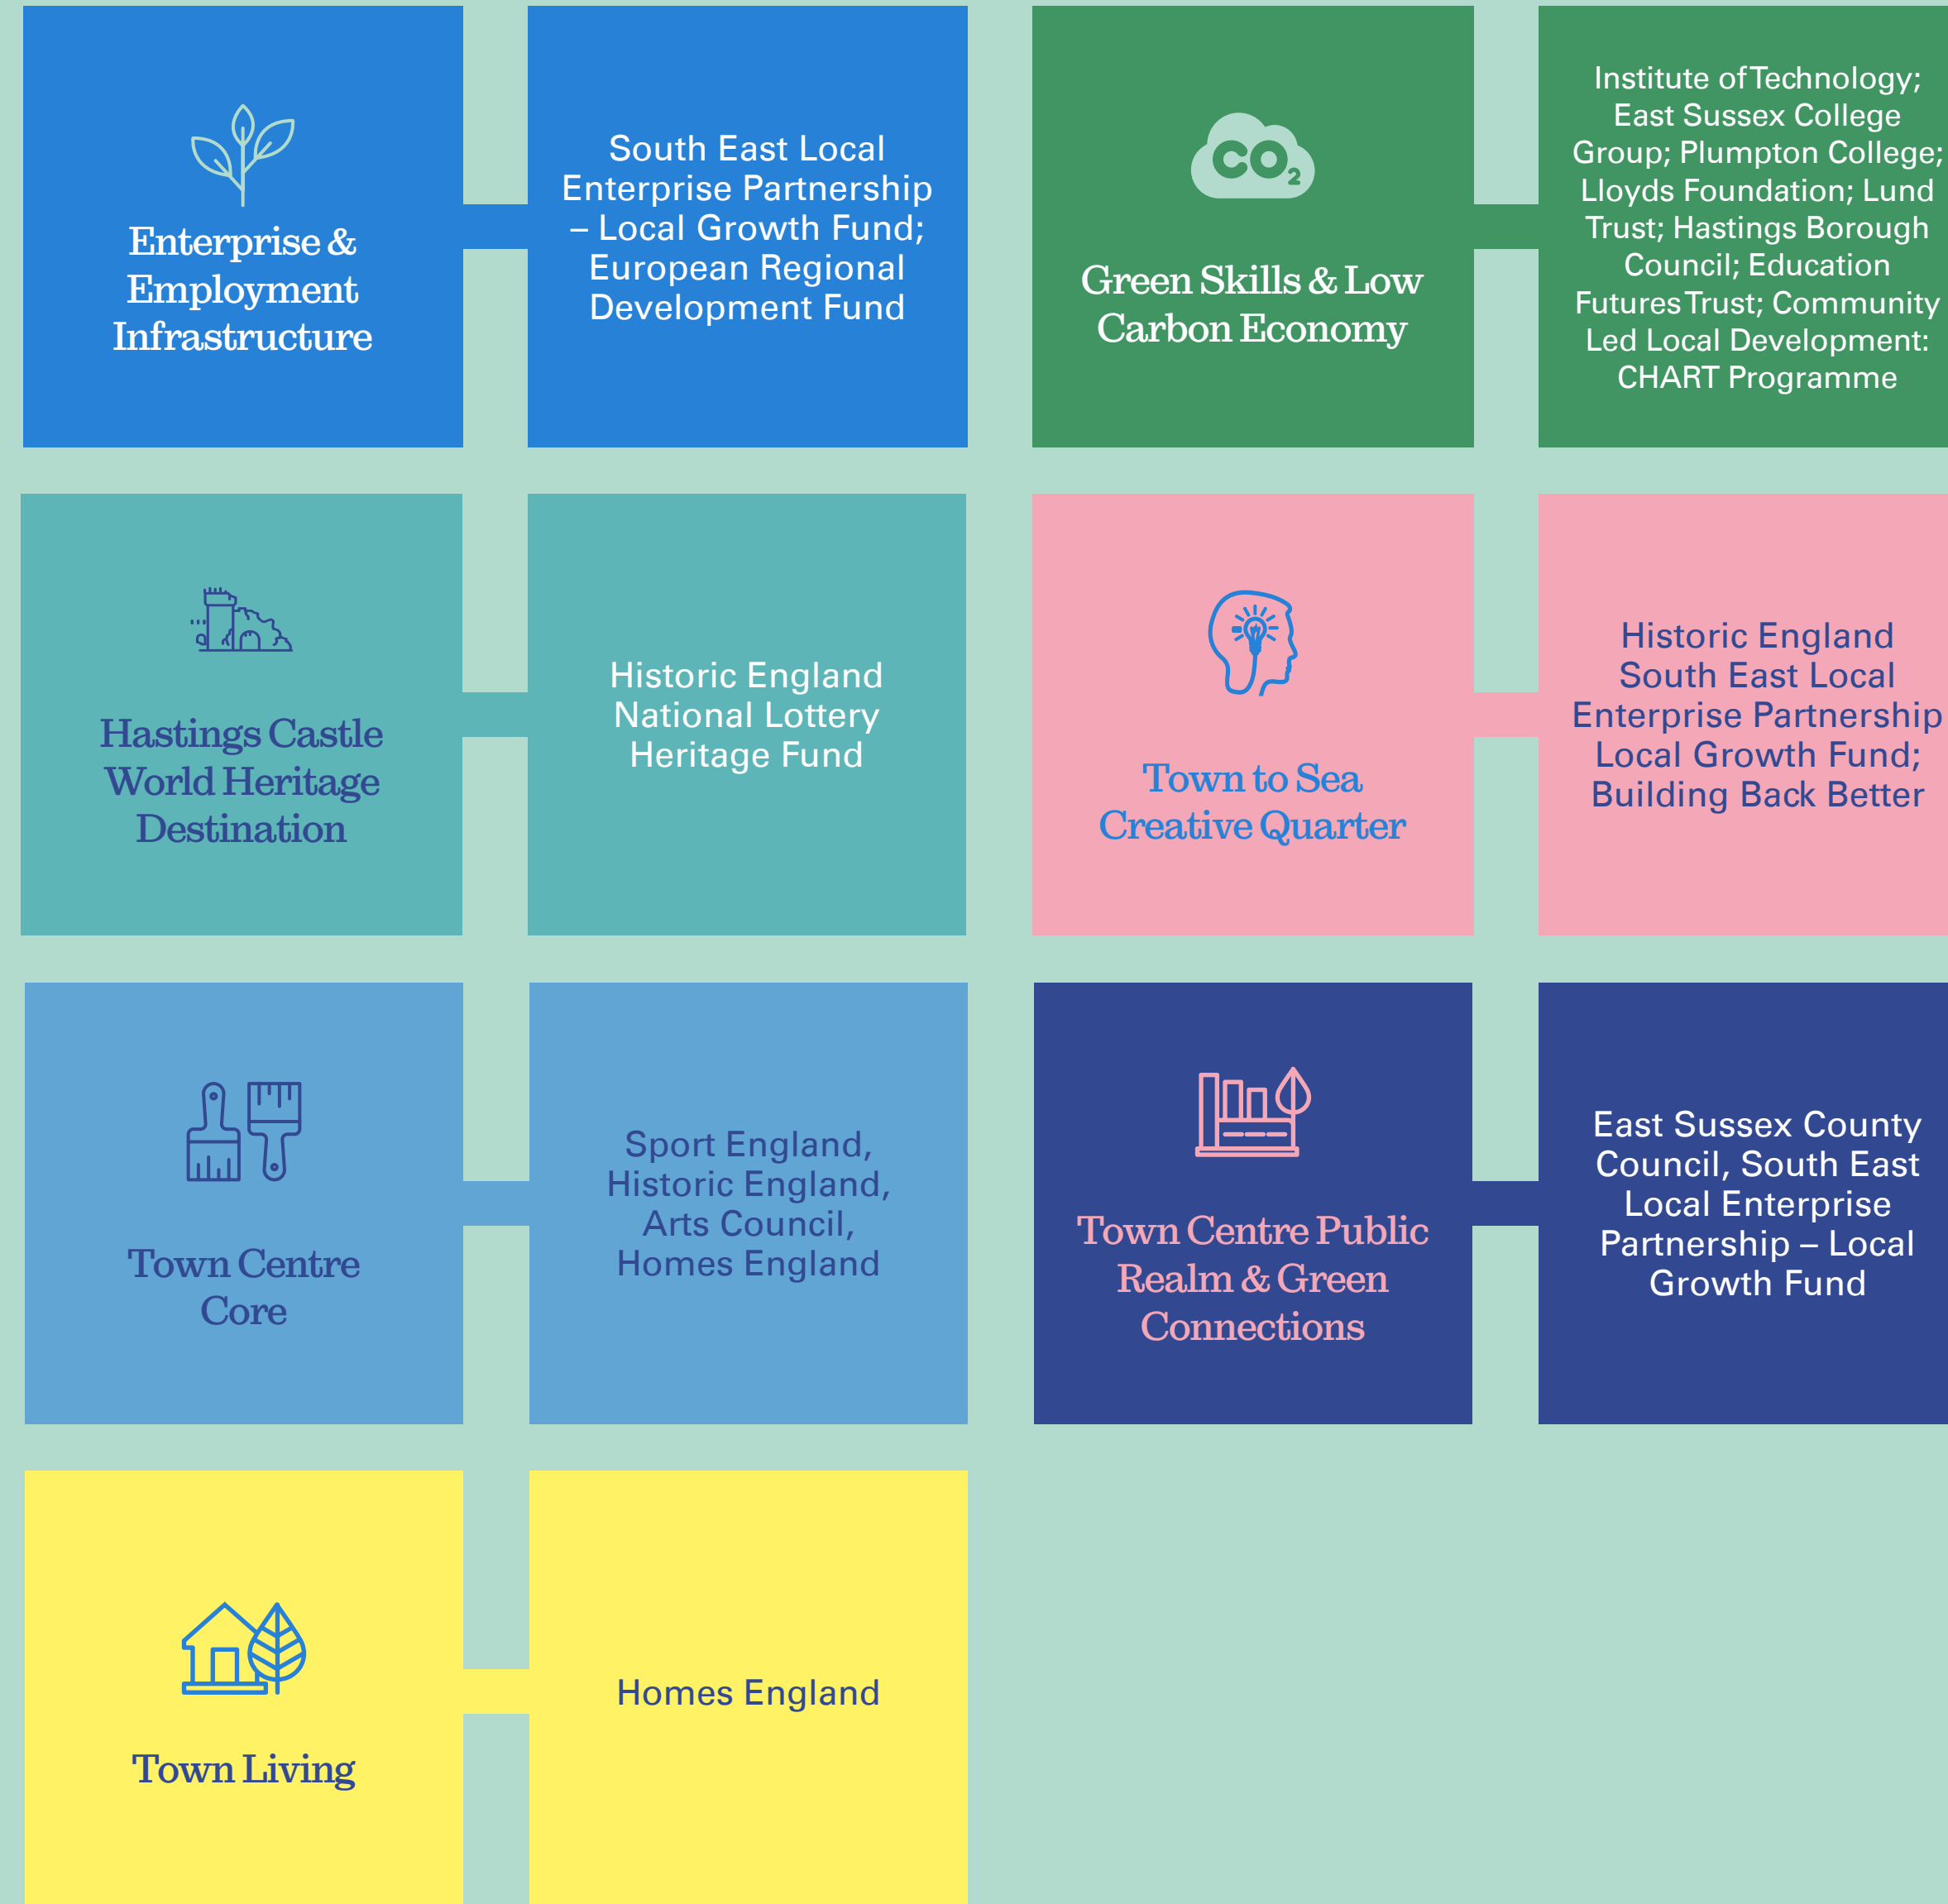 Enterprise &
Employment
Infrastructure
South East Local
Enterprise Partnership
– Local Growth Fund;
European Regional
Development Fund
CO2
Green Skills & Low
Carbon Economy
Institute of Technology;
East Sussex College
Group; Plumpton College;
Lloyds Foundation; Lund
Trust; Hastings Borough
Council; Education
Futures Trust; Community
Led Local Development:
CHART Programme
Hastings Castle
World Heritage
Destination
Historic England
National Lottery
Heritage Fund
Town to Sea
Creative Quarter
Historic England
South East Local
Enterprise Partnership
Local Growth Fund;
Building Back Better
Town Centre
Core
Sport England,
Historic England,
Arts Council,
Homes England
Town Centre Public
Realm & Green
Connections
East Sussex County
Council, South East
Local Enterprise
Partnership – Local
Growth Fund
Town Living
Homes England